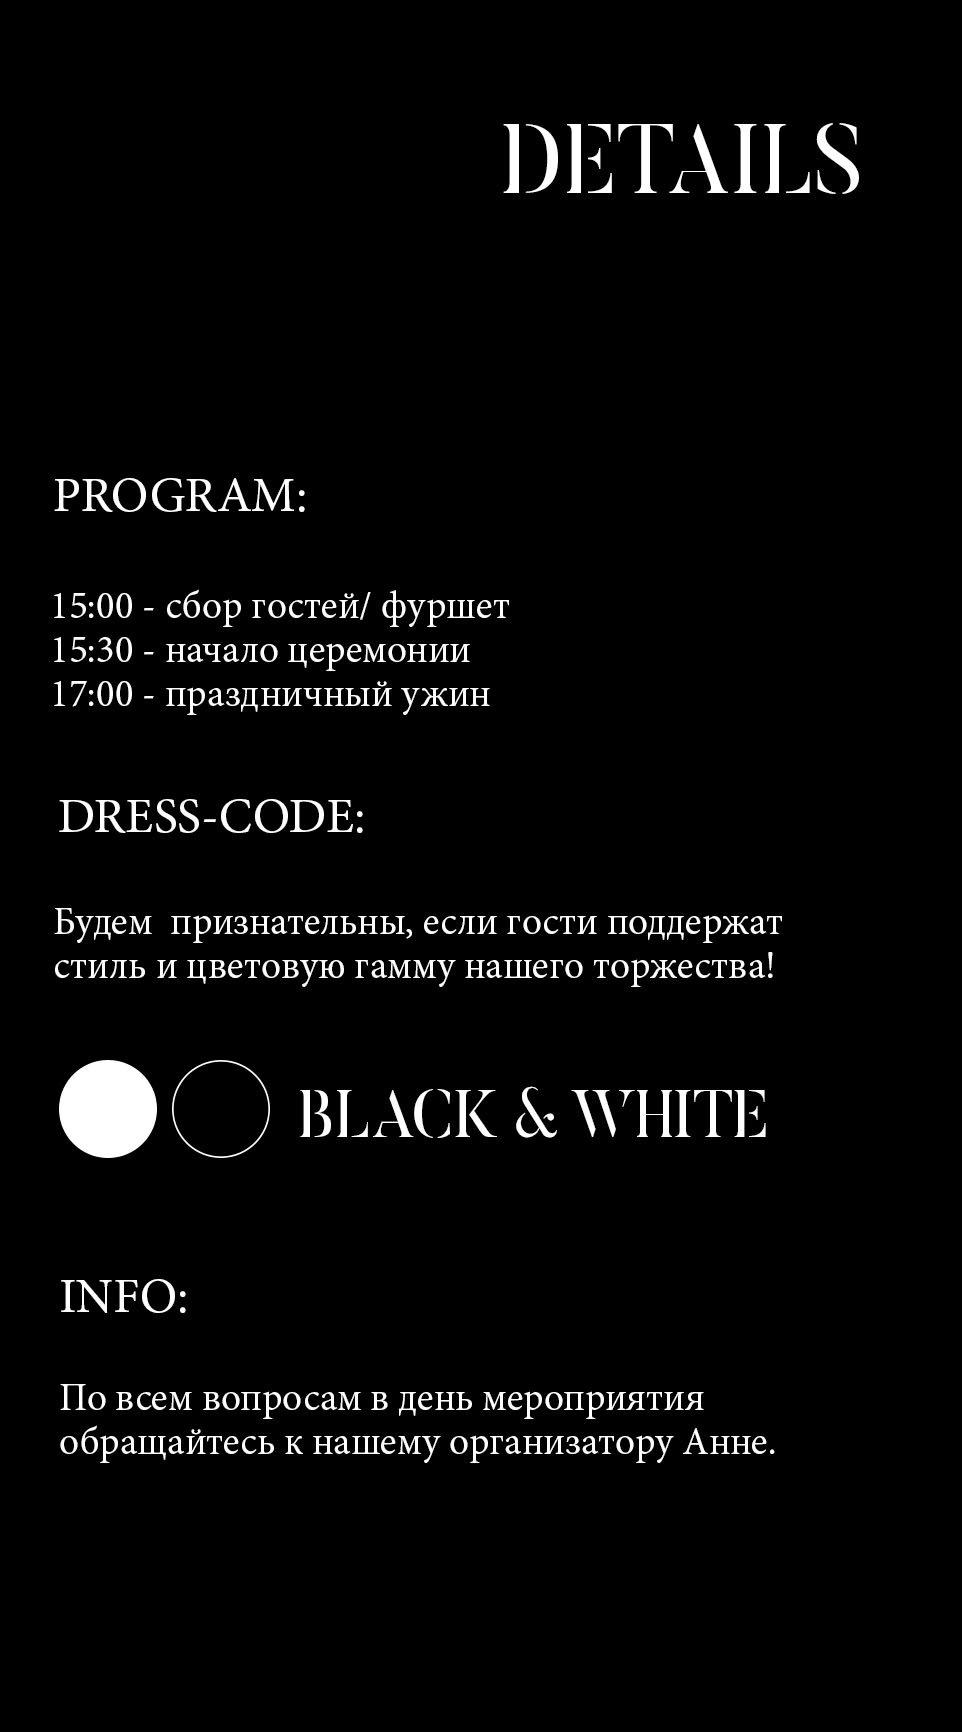 DETAILS
PROGRAM:
15:00 - сбор гостей/ фуршет
15:30 - начало церемонии
17:00 - праздничный ужин
DRESS-CODE:
Будем  признательны, если гости поддержат
стиль и цветовую гамму нашего торжества!
BLACK & WHITE
INFO:
По всем вопросам в день мероприятия
обращайтесь к нашему организатору Анне.